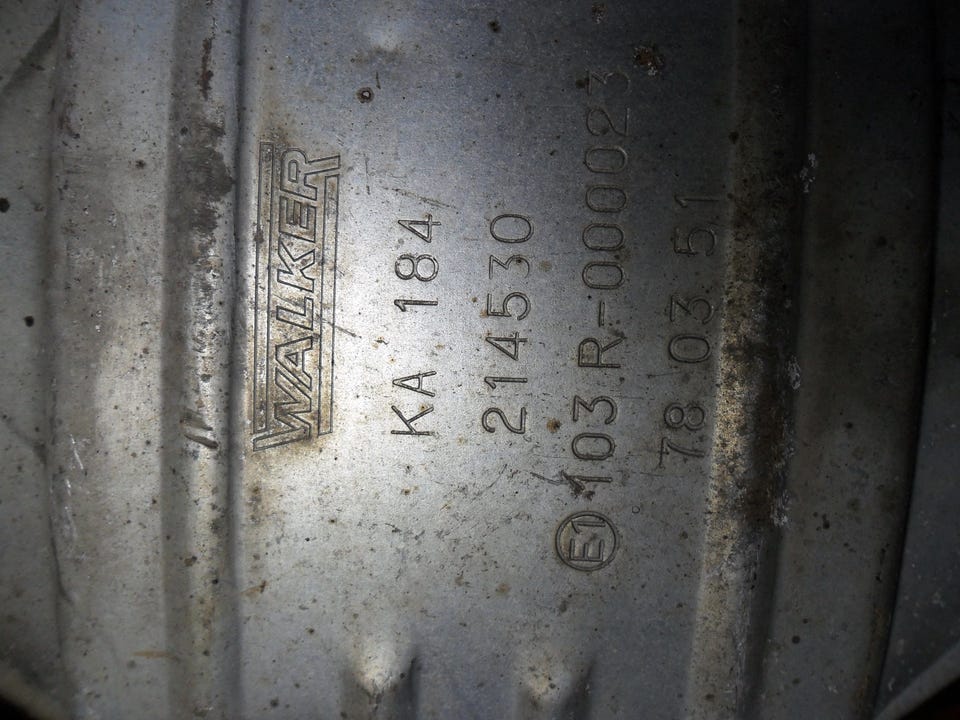 WALKER
KA 184
214530
E1 103 R-000023
78 03 51